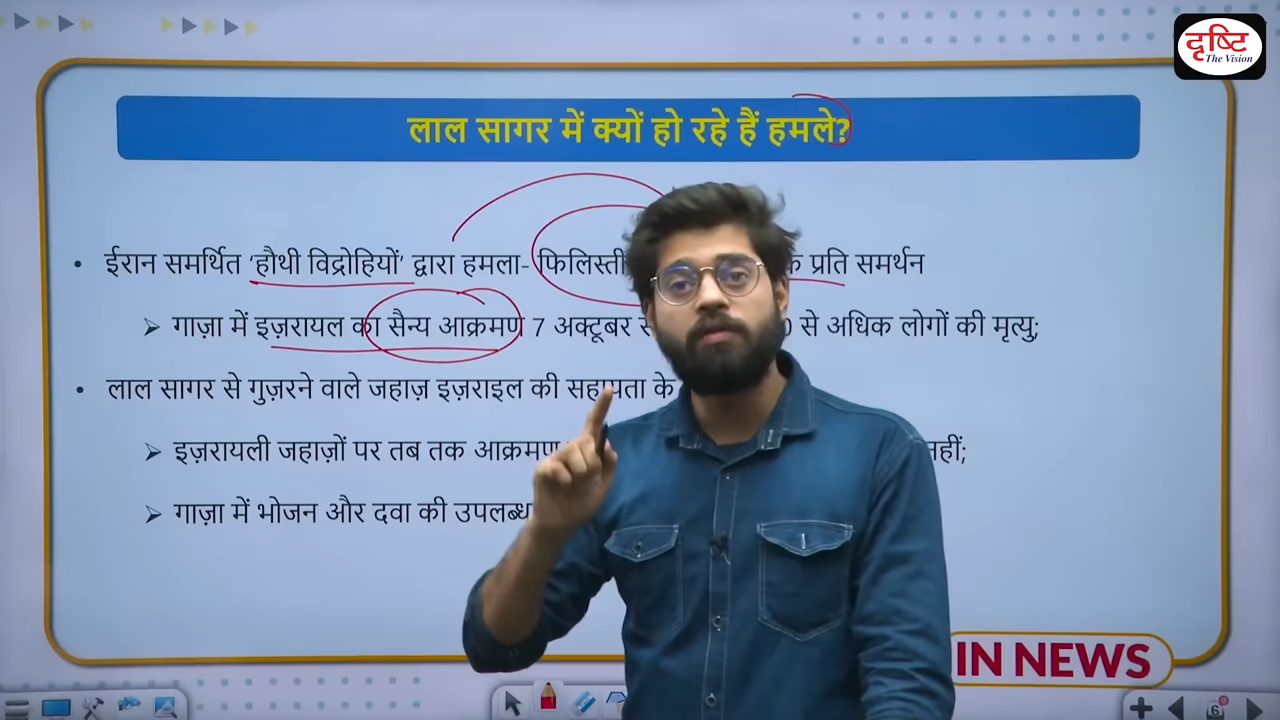 दृष्टि
The Vision
लाल सागर में क्यों हो रहे हैं हमले?
• ईरान समर्थित 'हौथी विद्रोहियों' द्वारा हमला- प्रति समर्थन
➢ गाज़ा में इज़रायल का सैन्य आक्रमण 7 अक्टूबर से अधिक लोगों की मृत्यु;
• लाल सागर से गुज़रने वाले जहाज़ इज़राइल की सहायता के
➢ इज़रायली जहाज़ों पर तब तक आक्रमण नहीं;
➢ गाज़ा में भोजन और दवा की
IN NEWS
6